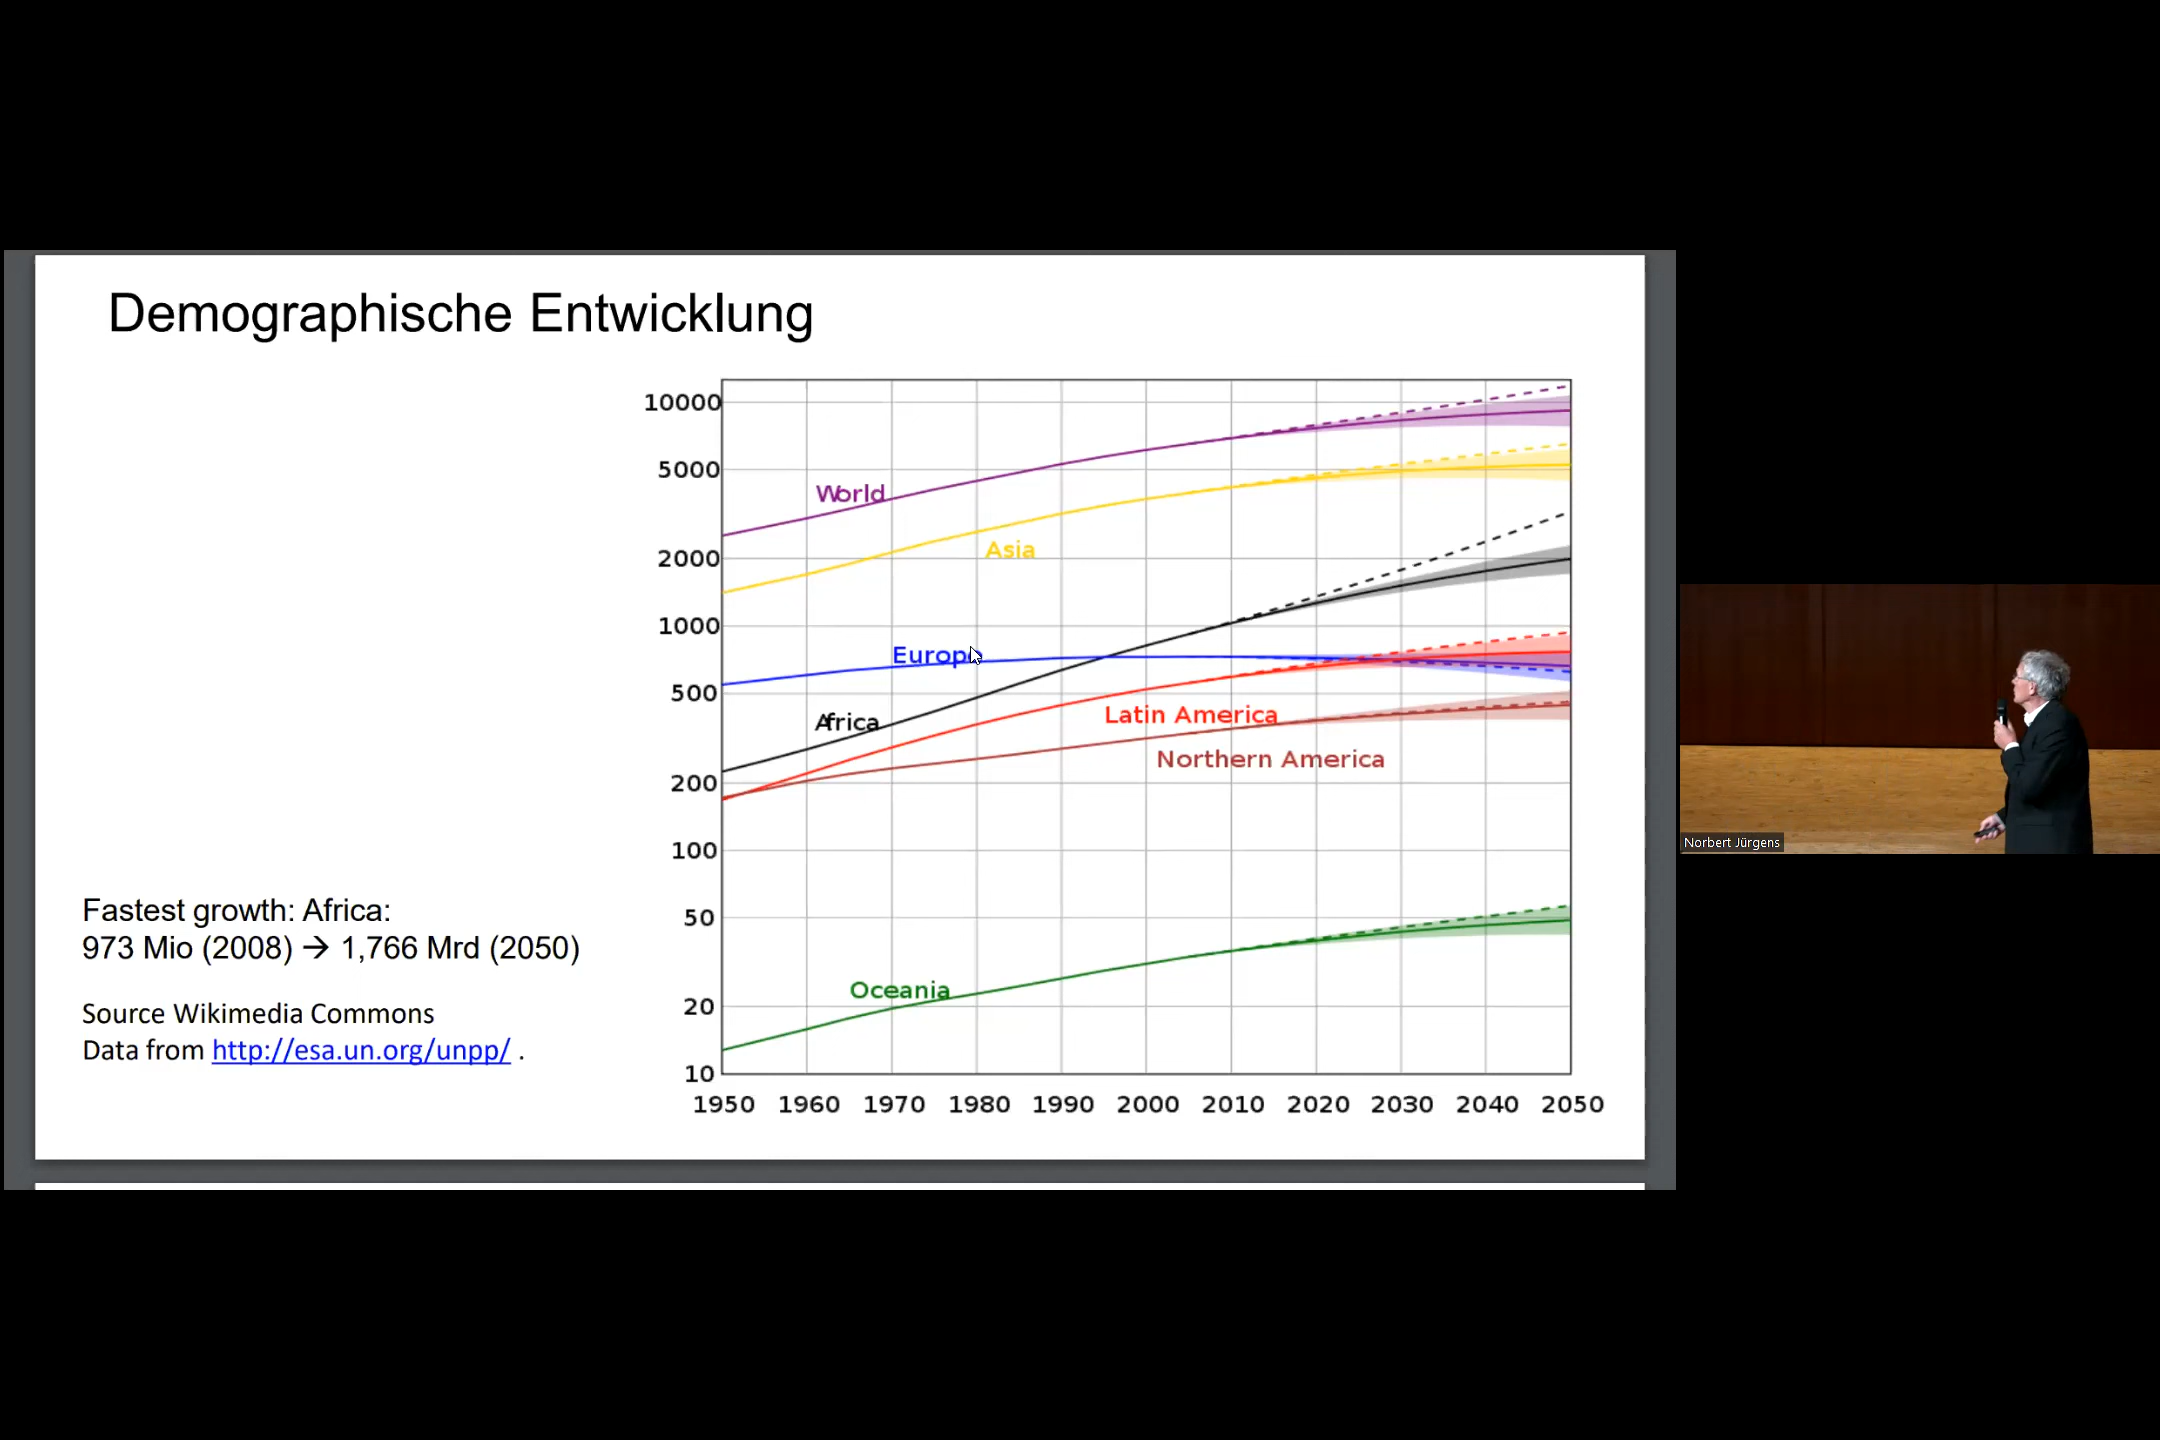 Demographische Entwicklung
10000
5000
2000
1000
500
200
100
50
20
10
World
Asia
Europe
Africa
Latin America
Northern America
Oceania
1950 1960 1970 1980 1990 2000 2010 2020 2030 2040 2050
Fastest growth: Africa:
973 Mio (2008) → 1,766 Mrd (2050)
Source Wikimedia Commons
Data from http://esa.un.org/unpp/ .
Norbert Jürgens